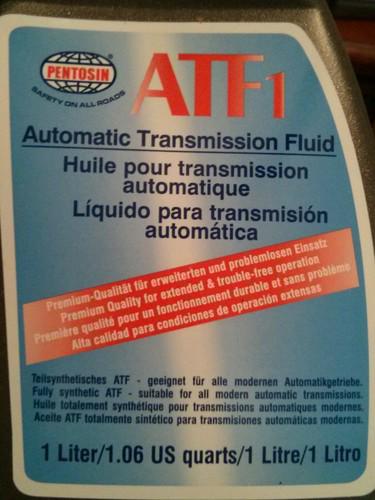 PENTOSIN
SAFETY ON ALL ROADS
ATF1
Automatic Transmission Fluid
Huile pour transmission
automatique
Líquido para transmisión
automática
Premium-Qualität für erweiterten und problemlosen Einsatz
Premium Quality for extended & trouble-free operation
Première qualité pour un fonctionnement durable et sans problème
Alta calidad para condiciones de operación extensas
Teilsynthetisches ATF - geeignet für alle modernen Automatikgetriebe.
Fully synthetic ATF - suitable for all modern automatic transmissions.
Huile totalement synthétique pour transmissions automatiques modernes.
Aceite ATF totalmente sintético para transmisiones automáticas modernas.
1 Liter/1.06 US quarts/1 Litre/1 Litro